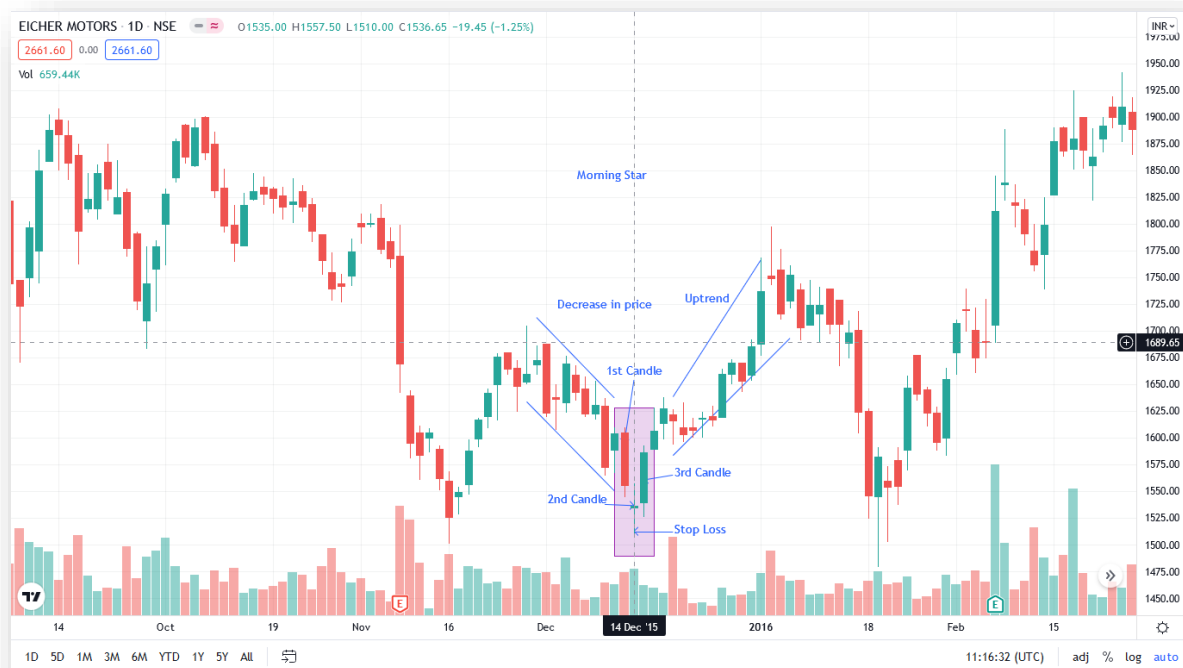 EICHER MOTORS · 1D · NSE O1535.00 H1557.50 L1510.00 C1536.65 −19.45 (−1.25%)
INR
2661.60 0.00 2661.60
Vol 659.44K
1975.00
1950.00
1925.00
1900.00
1875.00
1850.00
1825.00
1800.00
1775.00
1750.00
1725.00
1700.00
1689.65
1675.00
1650.00
1625.00
1600.00
1575.00
1550.00
1525.00
1500.00
1475.00
1450.00
Morning Star
Decrease in price
Uptrend
1st Candle
3rd Candle
2nd Candle
Stop Loss
E
E
14 Oct 19 Nov 16 Dec 14 Dec '15 2016 18 Feb 15
1D 5D 1M 3M 6M YTD 1Y 5Y All 11:16:32 (UTC) adj % log auto